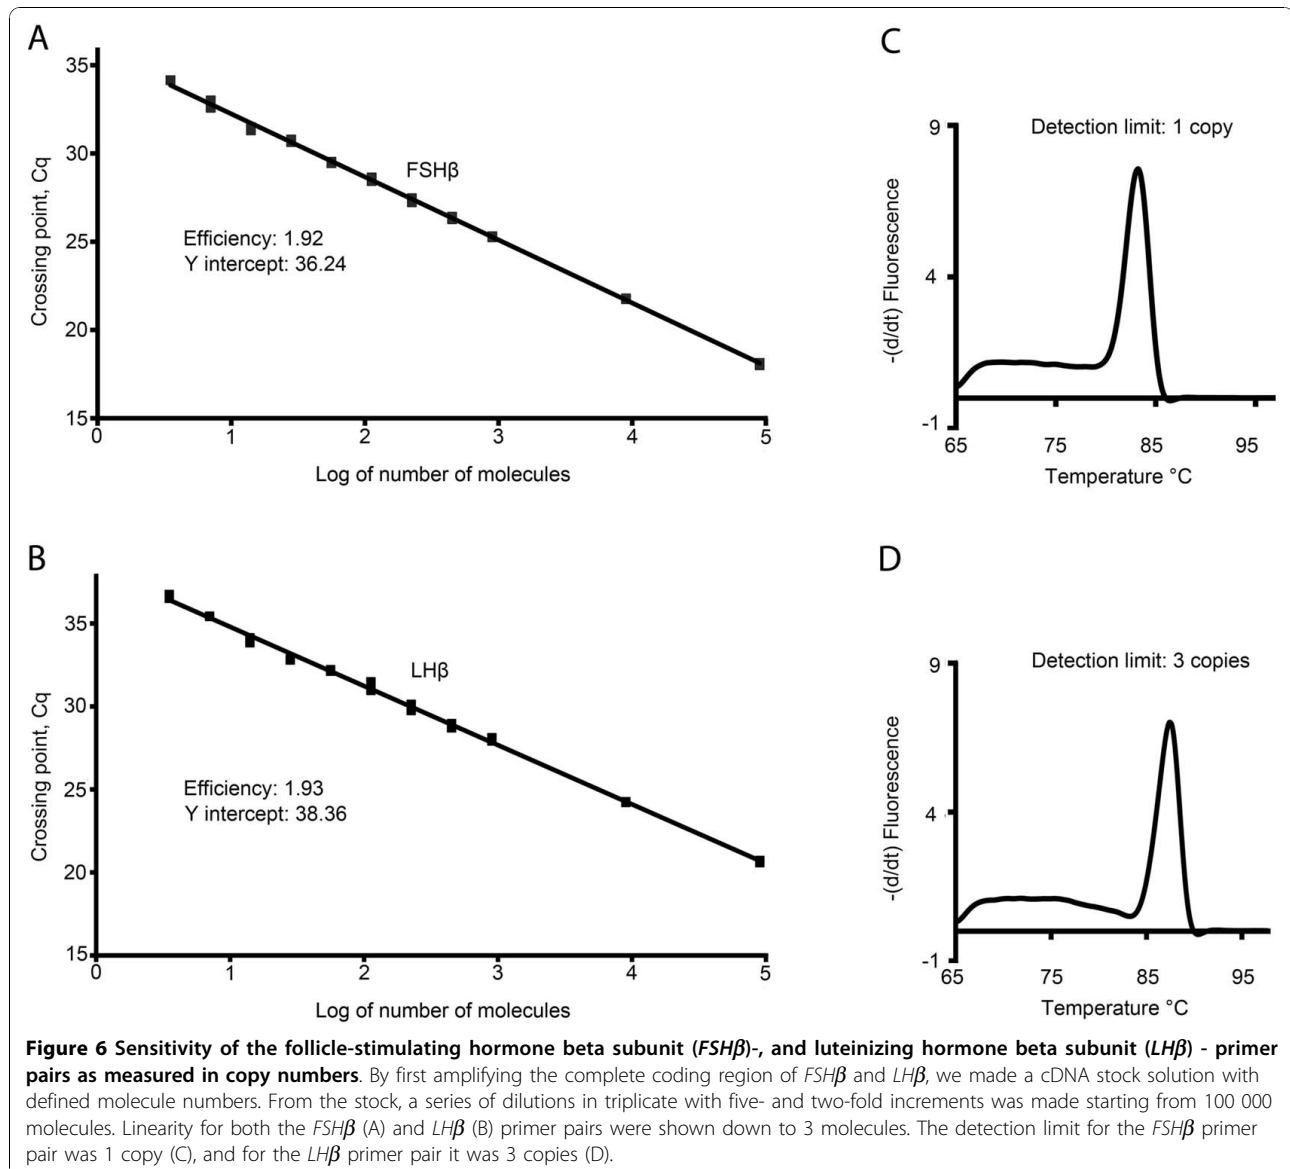 A
35
30
25
20
15
Crossing point, Cq
FSHβ
Efficiency: 1.92
Y intercept: 36.24
0 1 2 3 4 5
Log of number of molecules
C
Detection limit: 1 copy
9
4
-1
-(d/dt) Fluorescence
65 75 85 95
Temperature °C
B
35
30
25
20
15
Crossing point, Cq
LHβ
Efficiency: 1.93
Y intercept: 38.36
0 1 2 3 4 5
Log of number of molecules
D
Detection limit: 3 copies
9
4
-1
-(d/dt) Fluorescence
65 75 85 95
Temperature °C
Figure 6 Sensitivity of the follicle-stimulating hormone beta subunit (FSHβ)-, and luteinizing hormone beta subunit (LHβ) - primer
pairs as measured in copy numbers. By first amplifying the complete coding region of FSHβ and LHβ, we made a cDNA stock solution with
defined molecule numbers. From the stock, a series of dilutions in triplicate with five- and two-fold increments was made starting from 100 000
molecules. Linearity for both the FSHβ (A) and LHβ (B) primer pairs were shown down to 3 molecules. The detection limit for the FSHβ primer
pair was 1 copy (C), and for the LHβ primer pair it was 3 copies (D).